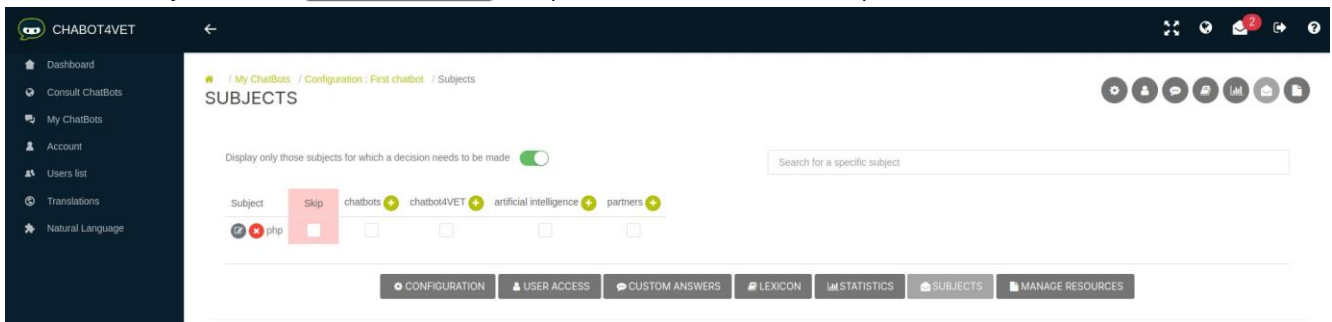 CHABOT4VET
2
Dashboard
Consult ChatBots
My ChatBots
Account
Users list
Translations
Natural Language
/ My ChatBots / Configuration : First chatbot / Subjects
SUBJECTS
Display only those subjects for which a decision needs to be made
Search for a specific subject
Subject Skip chatbots chatbot4VET artificial intelligence partners
php
CONFIGURATION USER ACCESS CUSTOM ANSWERS LEXICON STATISTICS SUBJECTS MANAGE RESOURCES